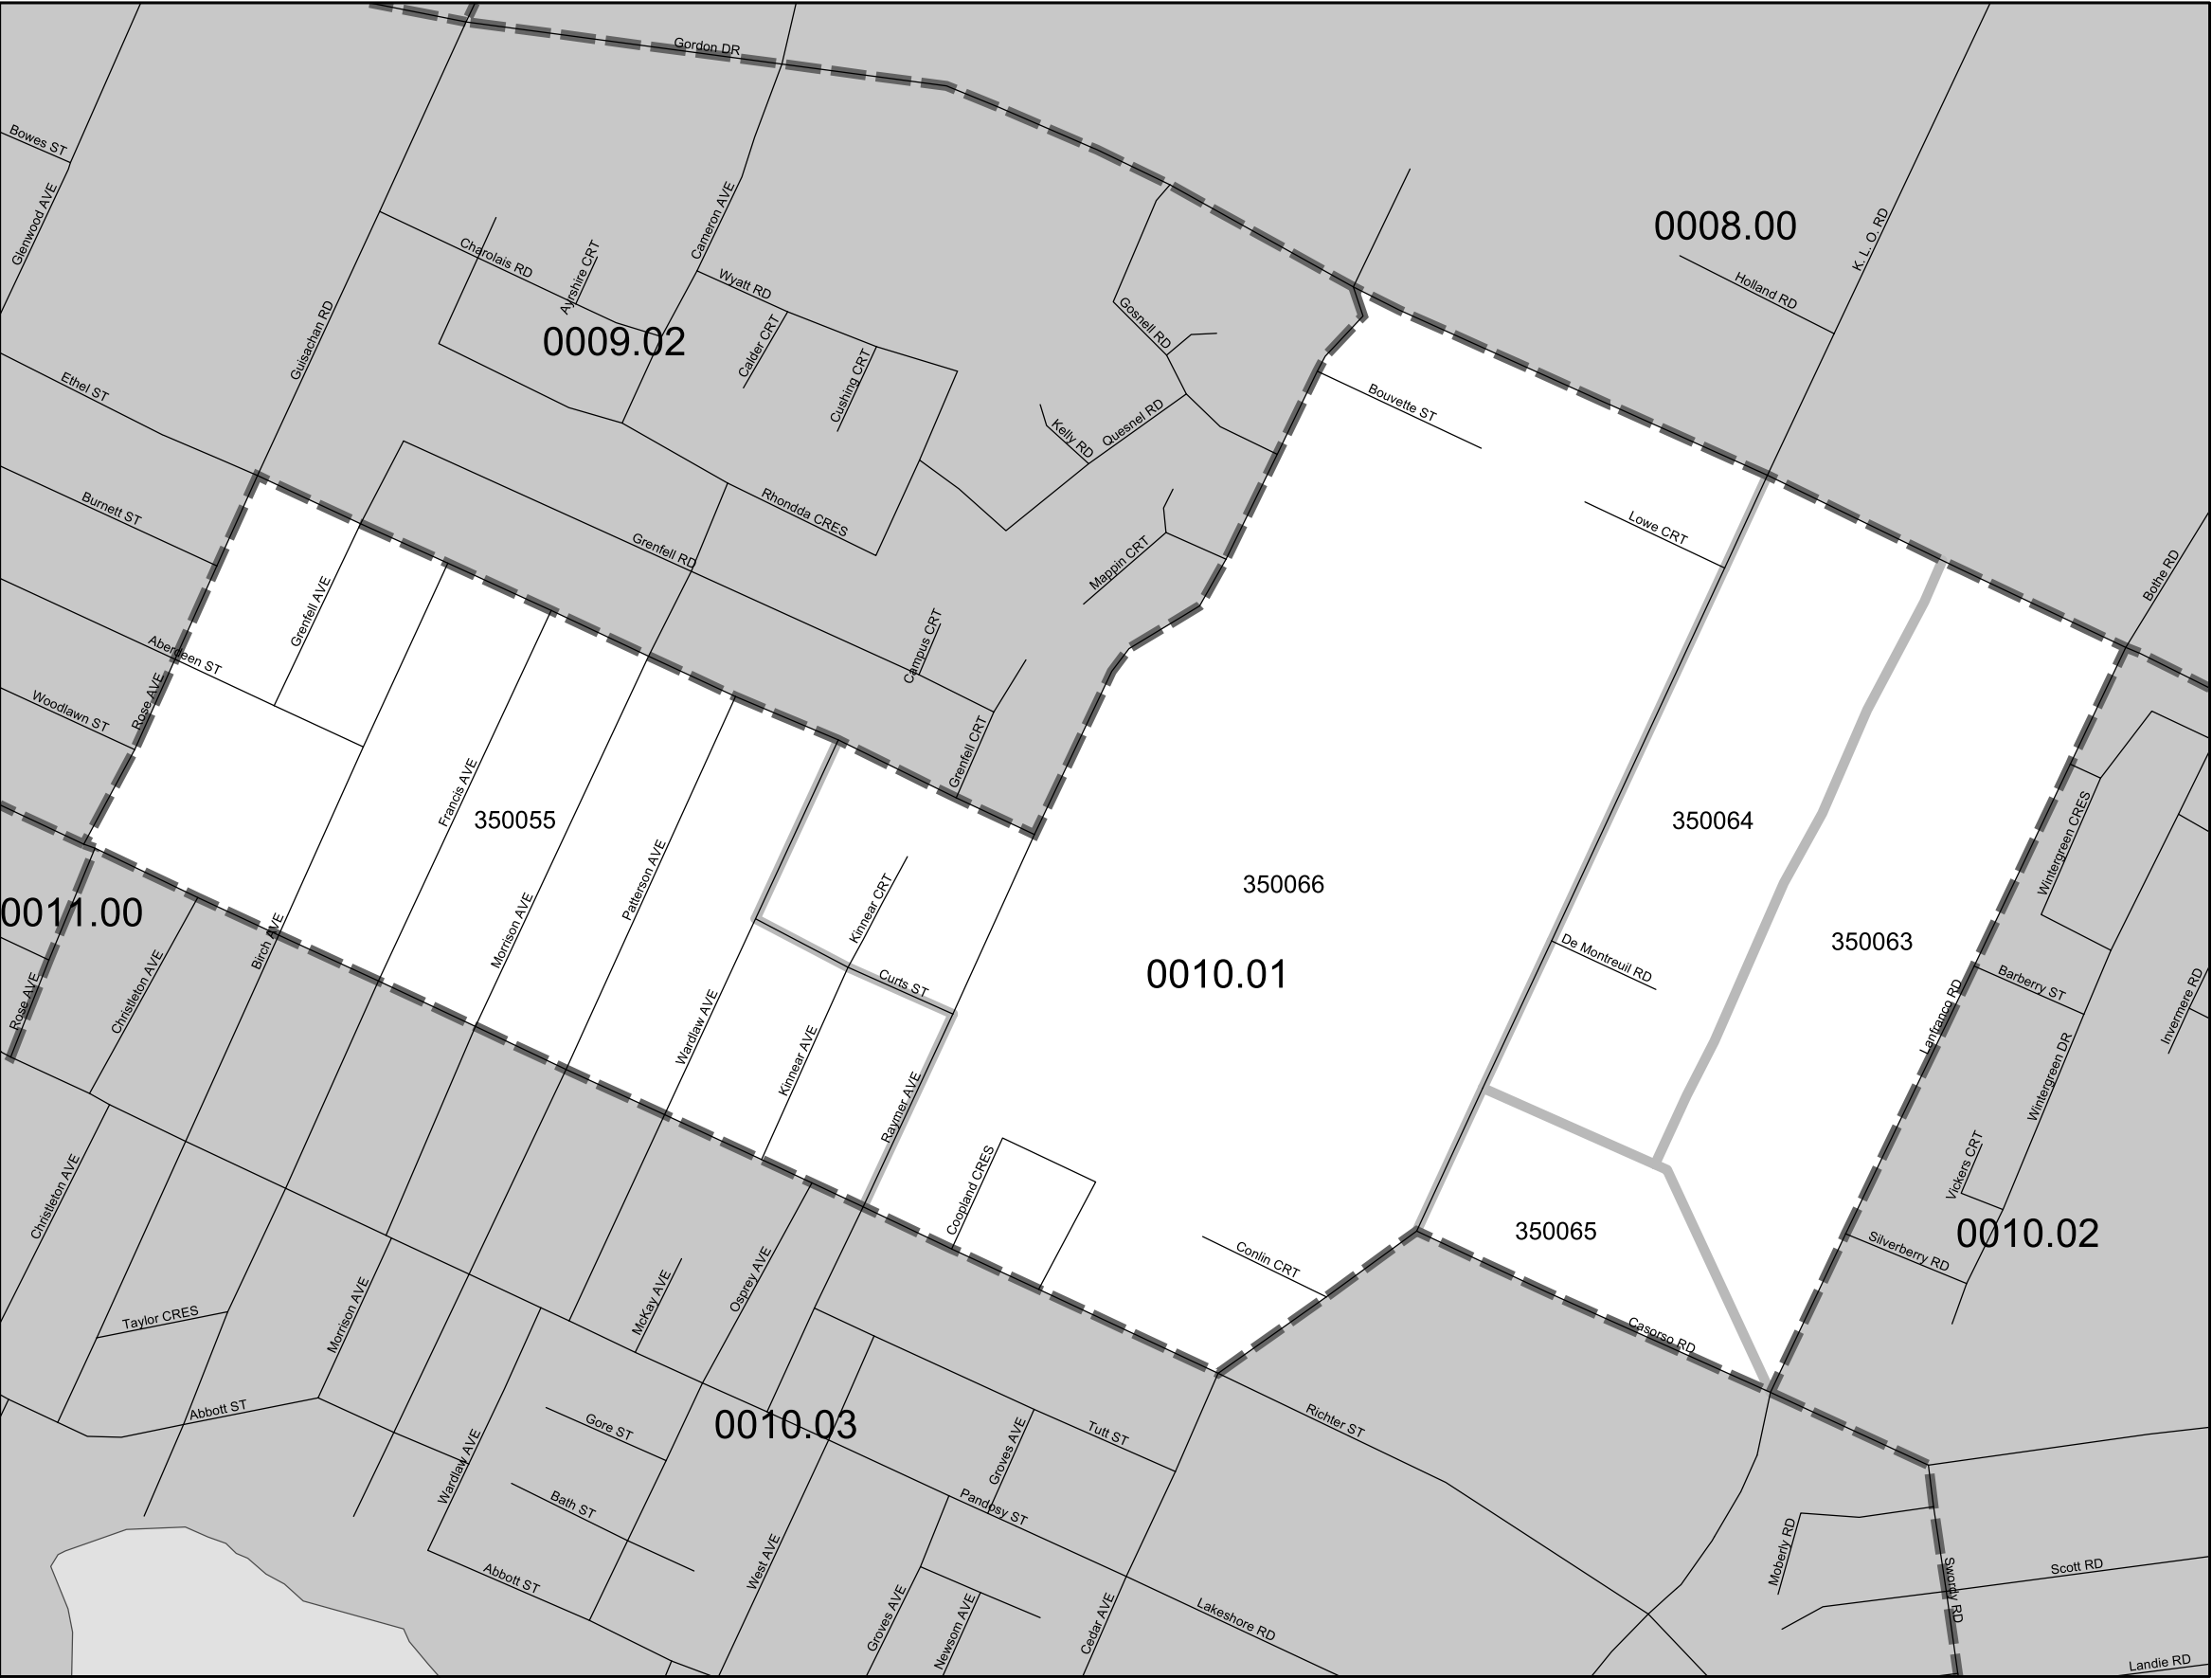 Gordon DR
Bowes ST
Glenwood AVE
Cameron AVE
0008.00
K. L. O. RD
Holland RD
Charolais RD
Ayrshire CRT
Wyatt RD
Guisachan RD
0009.02
Calder CRT
Cushing CRT
Gosnell RD
Ethel ST
Kelly RD
Quesnel RD
Bouvette ST
Burnett ST
Rhondda CRES
Grenfell RD
Lowe CRT
Mappin CRT
Bothe RD
Grenfell AVE
Aberdeen ST
Campus CRT
Woodlawn ST
Rose AVE
Grenfell CRT
Francis AVE
350055
350064
Wintergreen CRES
Patterson AVE
350066
0011.00
Kinnear CRT
Birch AVE
Morrison AVE
350063
De Montreuil RD
0010.01
Curts ST
Christleton AVE
Rose AVE
Barberry ST
Invermere RD
Lanfranco RD
Wardlaw AVE
Kinnear AVE
Wintergreen DR
Raymer AVE
Vickers CRT
Coopland CRES
Christleton AVE
350065
0010.02
Silverberry RD
Conlin CRT
Osprey AVE
McKay AVE
Taylor CRES
Morrison AVE
Casorso RD
Abbott ST
0010.03
Gore ST
Richter ST
Tutt ST
Groves AVE
Wardlaw AVE
Bath ST
Pandosy ST
Moberly RD
West AVE
Abbott ST
Scott RD
Swordy RD
Groves AVE
Newsom AVE
Cedar AVE
Lakeshore RD
Landie RD